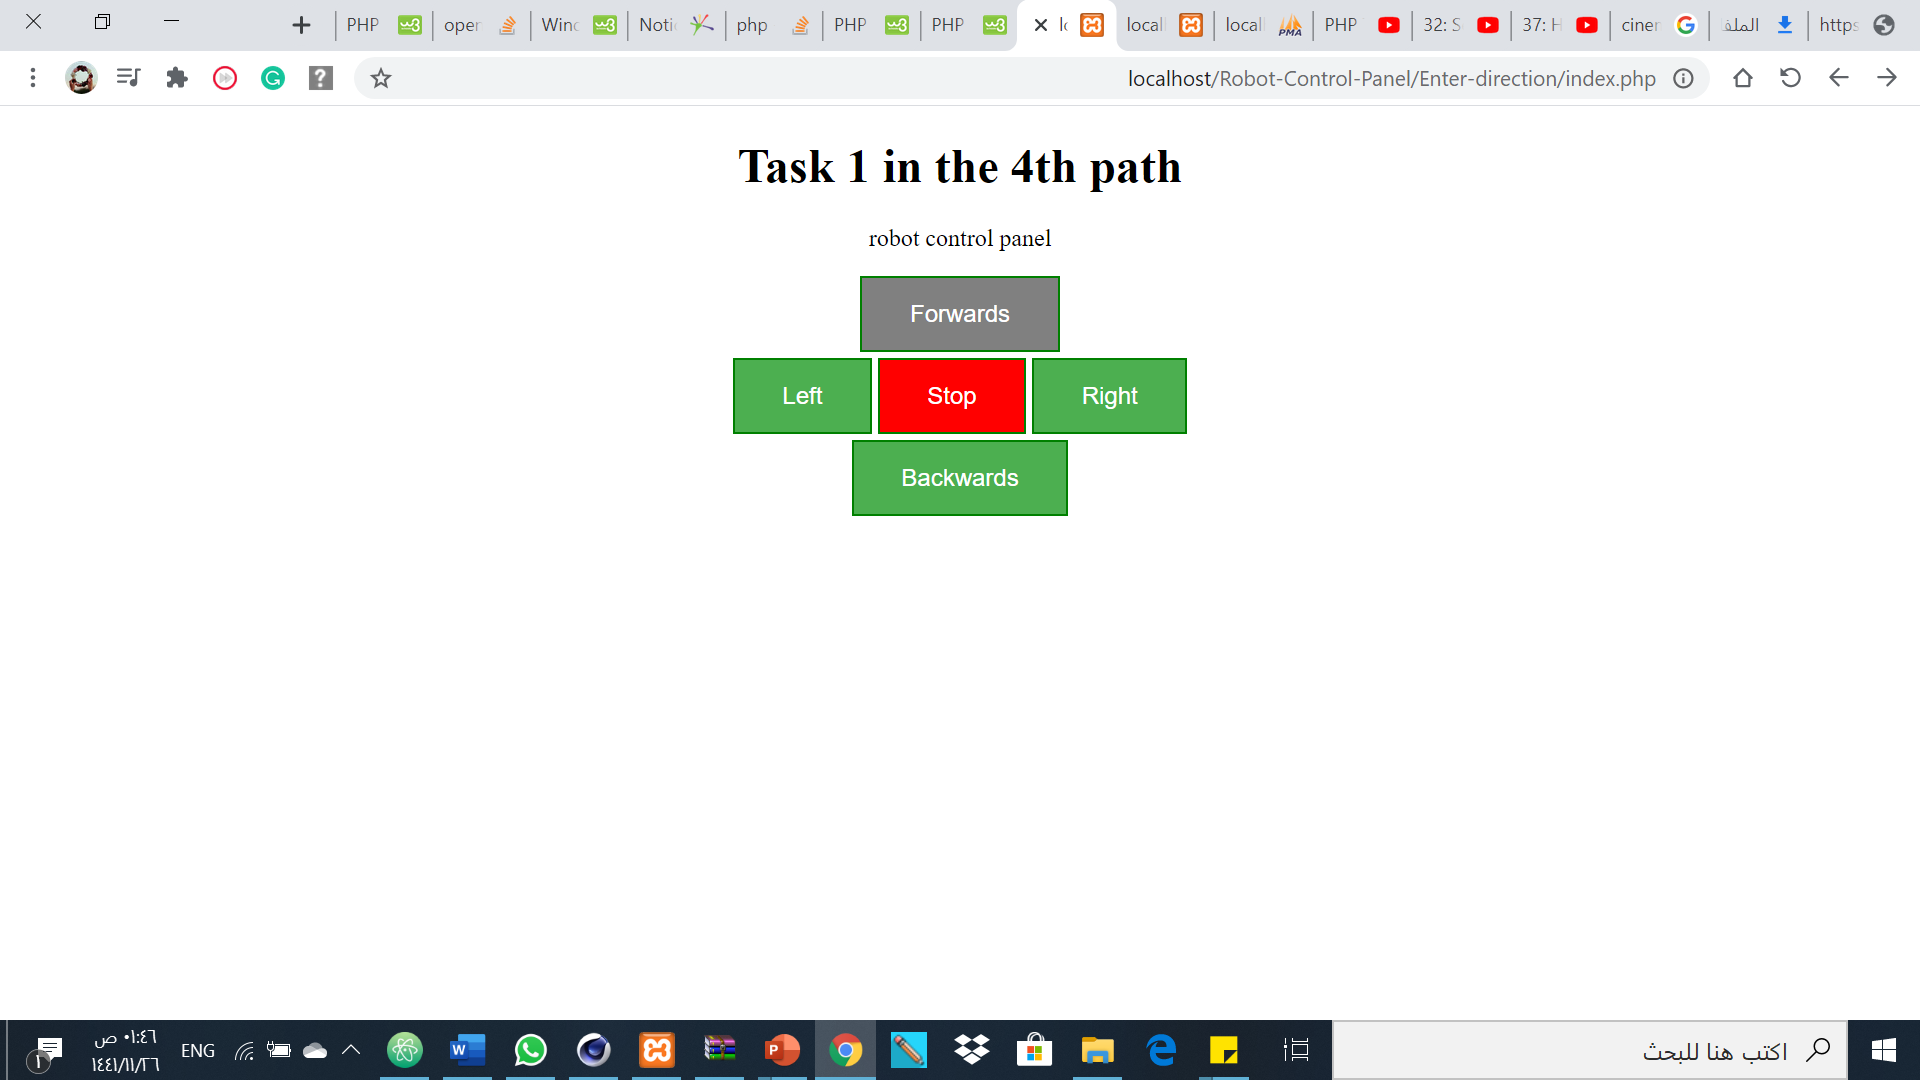 PHP
open
Wind
Noti
php
PHP
PHP
lo
locall
locall
PHP
32: S
37: H
ciner
الملف
https
localhost/Robot-Control-Panel/Enter-direction/index.php
Task 1 in the 4th path
robot control panel
Forwards
Left Stop Right
Backwards
٠١:٤٦ ص
١٤٤١/١١/٢٦
ENG
اكتب هنا للبحث